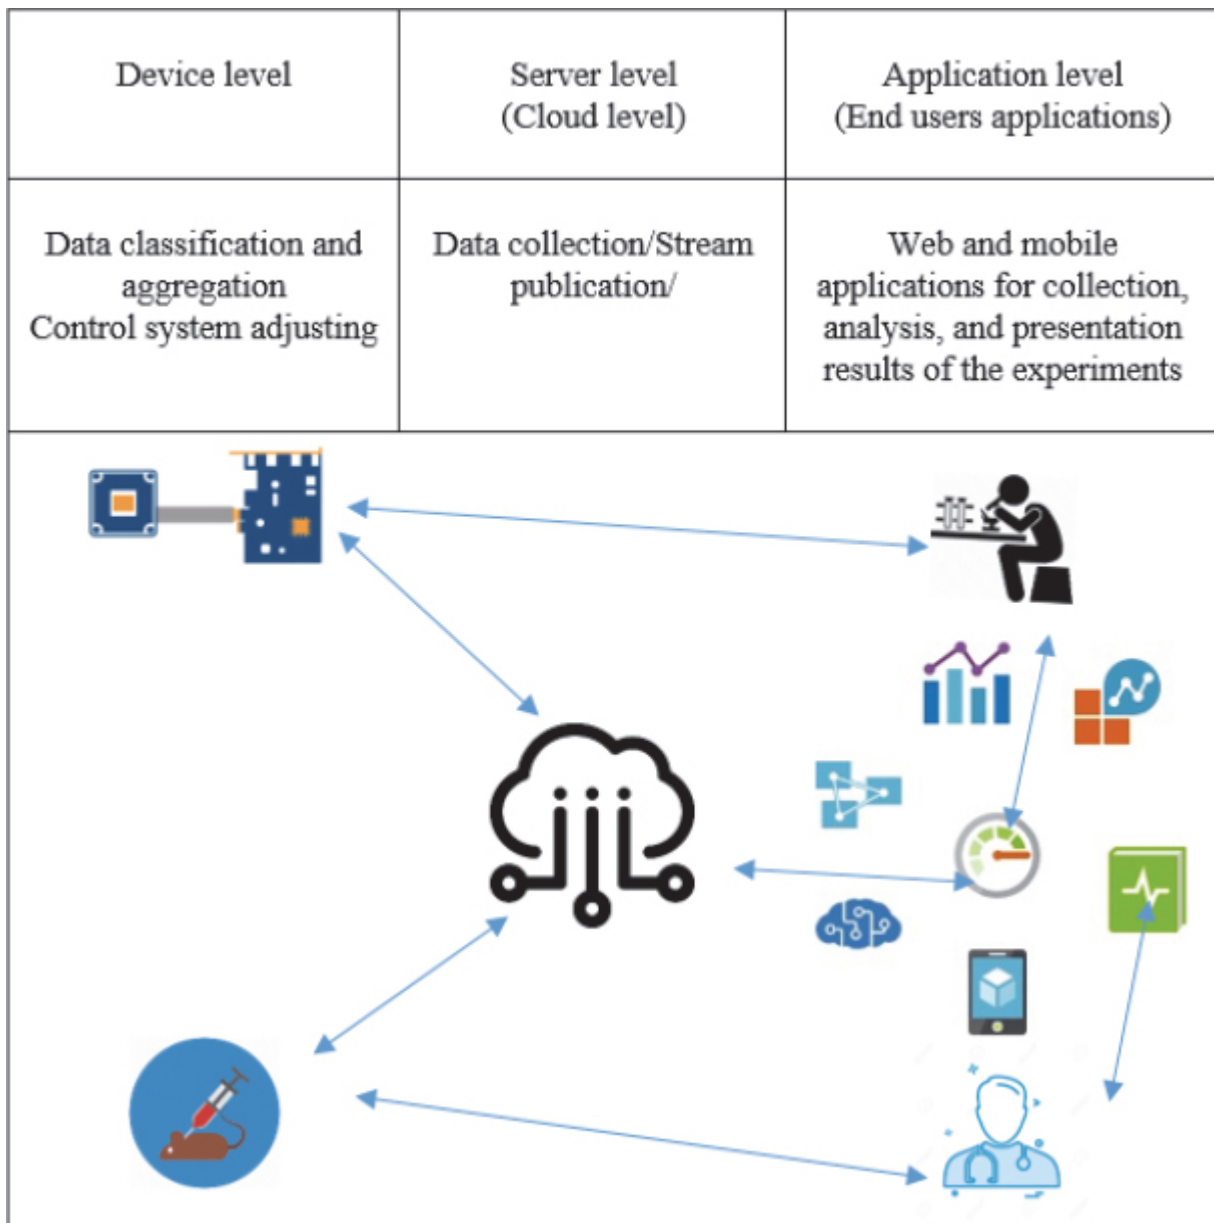 Device level
Server level
(Cloud level)
Application level
(End users applications)
Data classification and
aggregation
Control system adjusting
Data collection/Stream
publication/
Web and mobile
applications for collection,
analysis, and presentation
results of the experiments